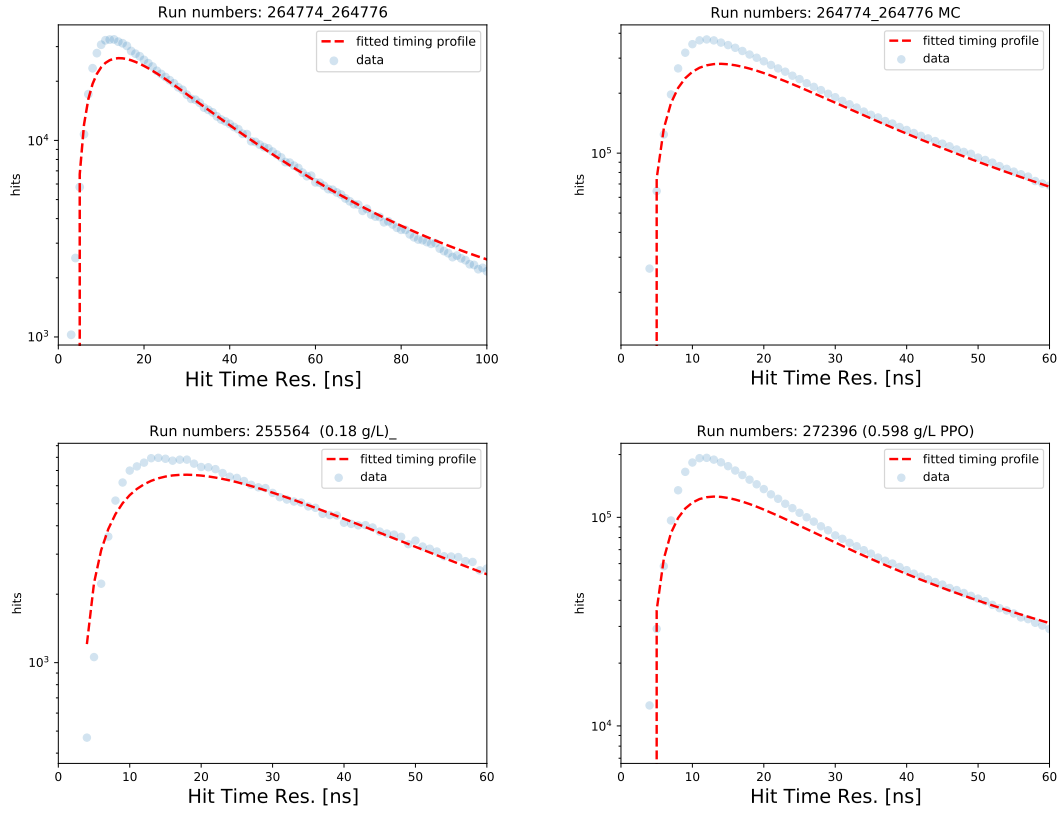 Run numbers: 264774_264776
fitted timing profile
data
10^4
10^3
hits
0 20 40 60 80 100
Hit Time Res. [ns]
Run numbers: 264774_264776 MC
fitted timing profile
data
10^5
hits
0 10 20 30 40 50 60
Hit Time Res. [ns]
Run numbers: 255564  (0.18 g/L)_
fitted timing profile
data
10^3
hits
0 10 20 30 40 50 60
Hit Time Res. [ns]
Run numbers: 272396 (0.598 g/L PPO)
fitted timing profile
data
10^5
10^4
hits
0 10 20 30 40 50 60
Hit Time Res. [ns]